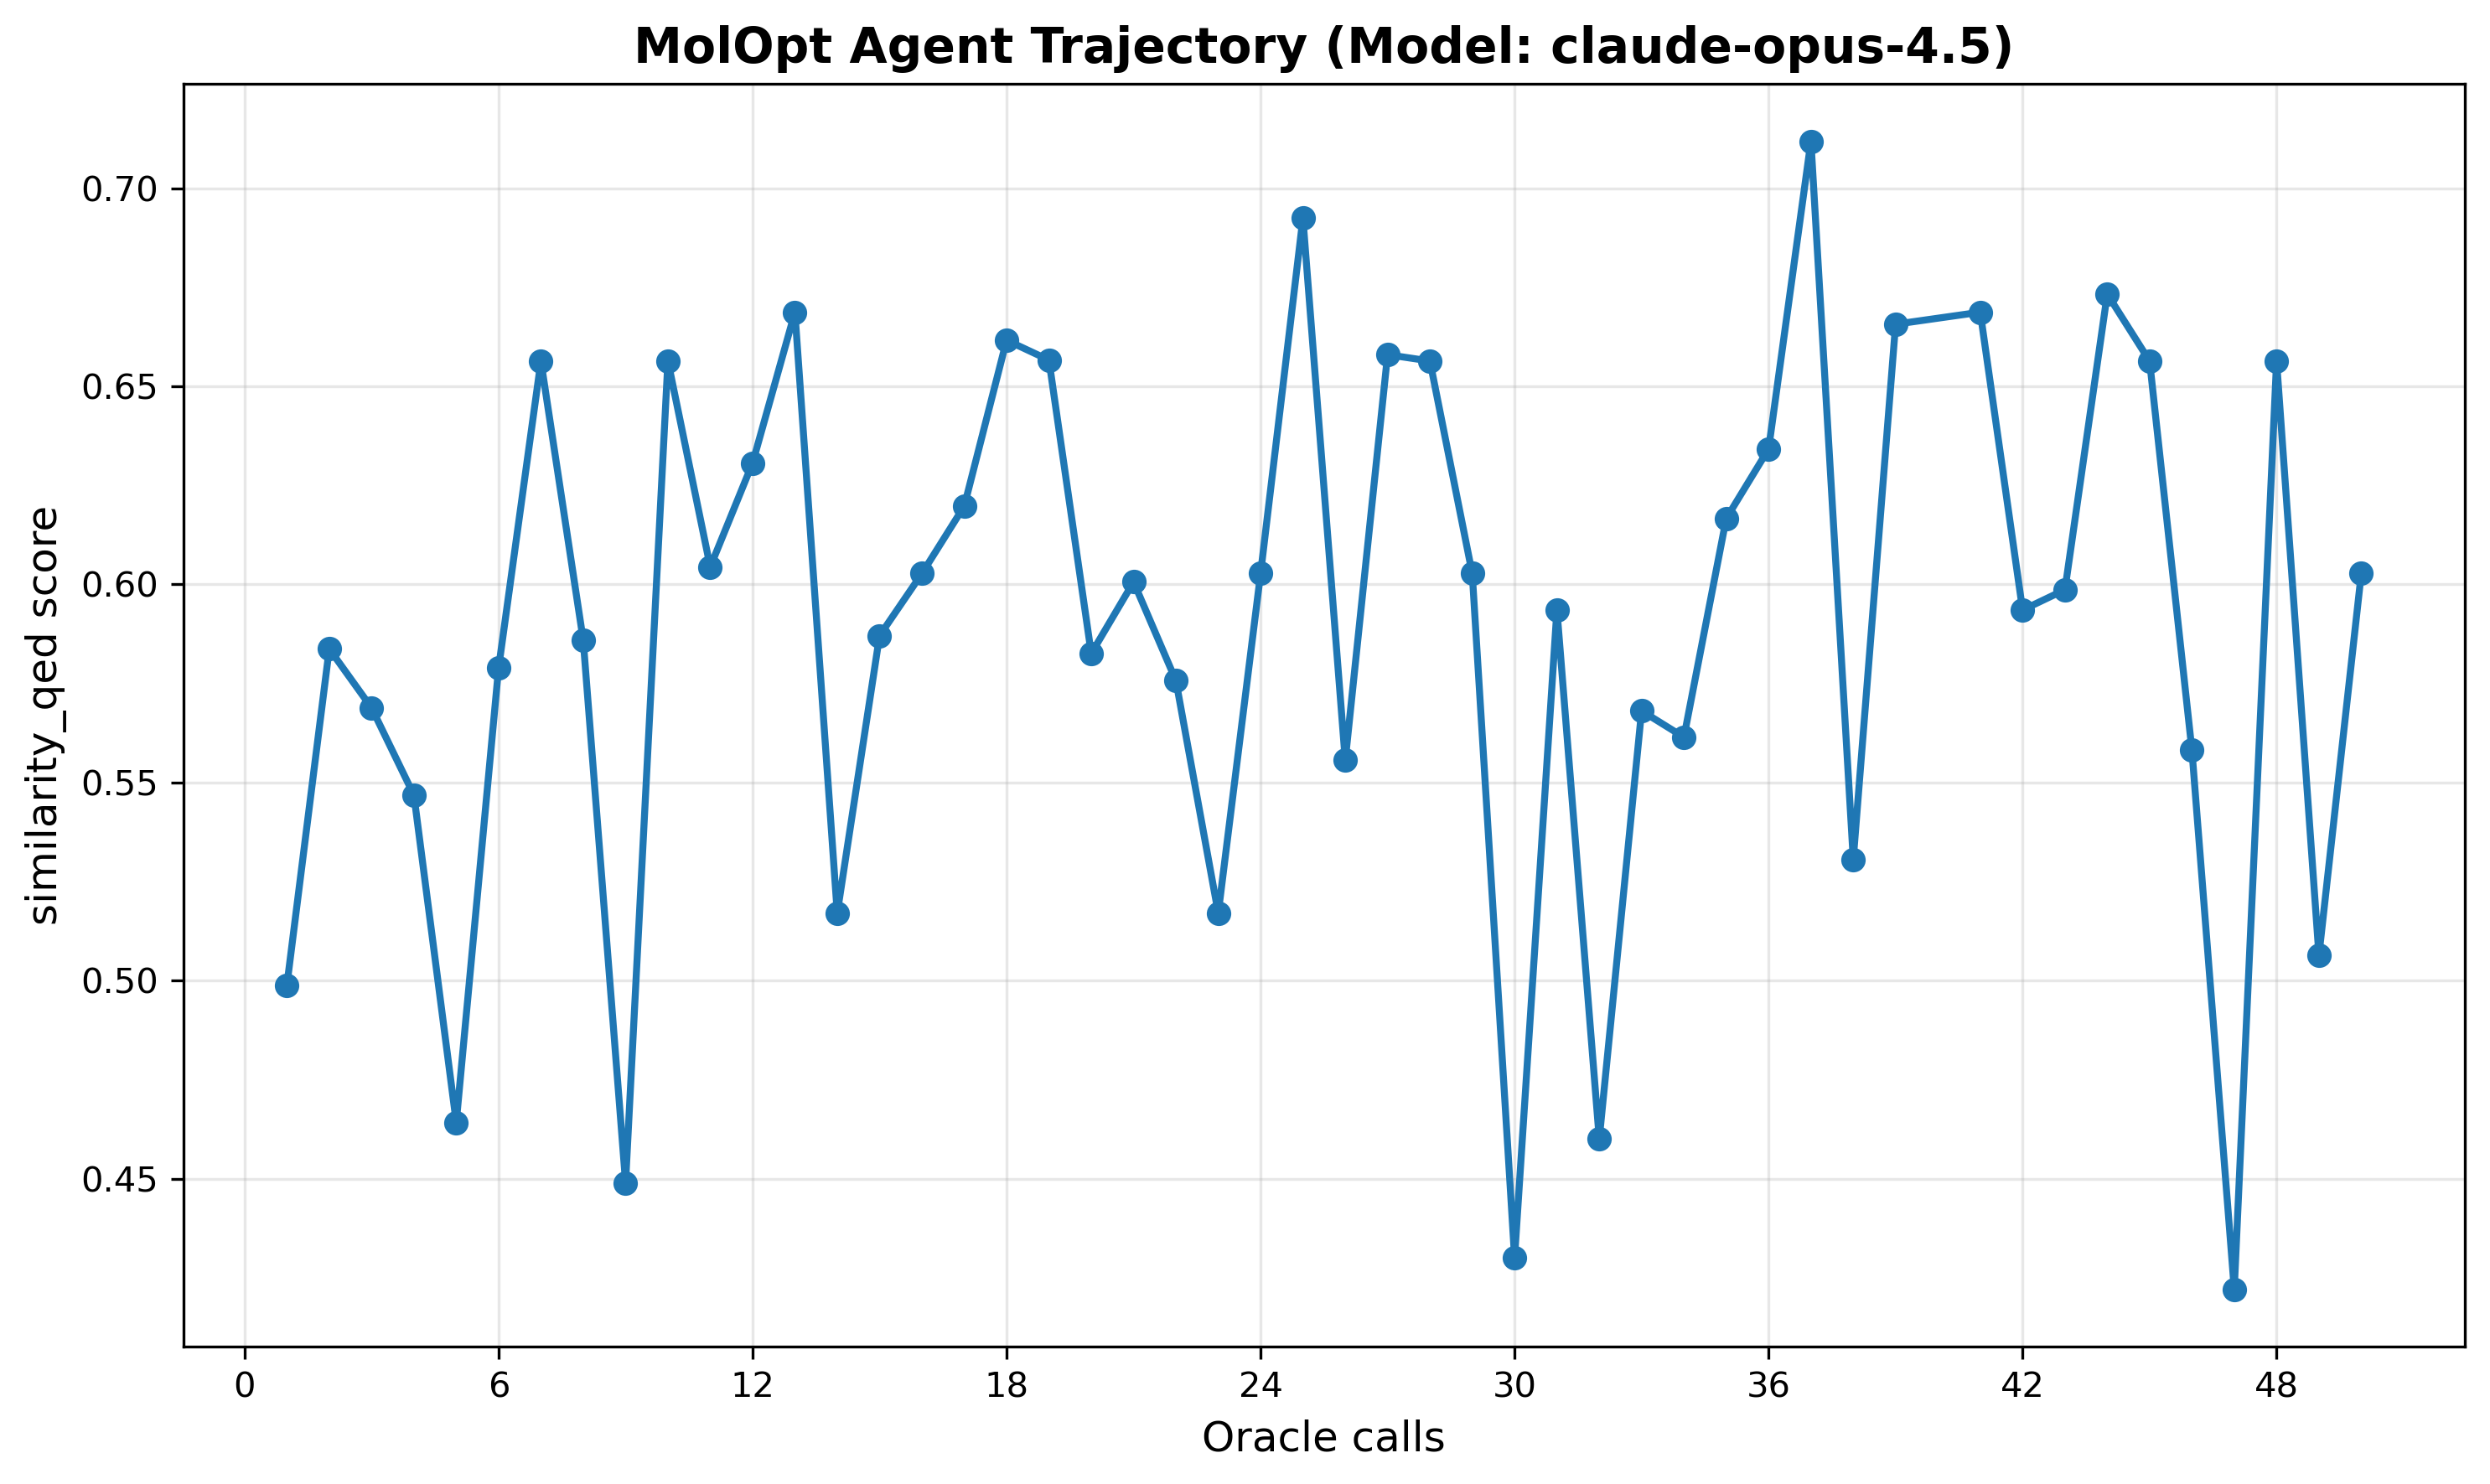 MolOpt Agent Trajectory (Model: claude-opus-4.5)
similarity_qed score
0.70
0.65
0.60
0.55
0.50
0.45
0 6 12 18 24 30 36 42 48
Oracle calls